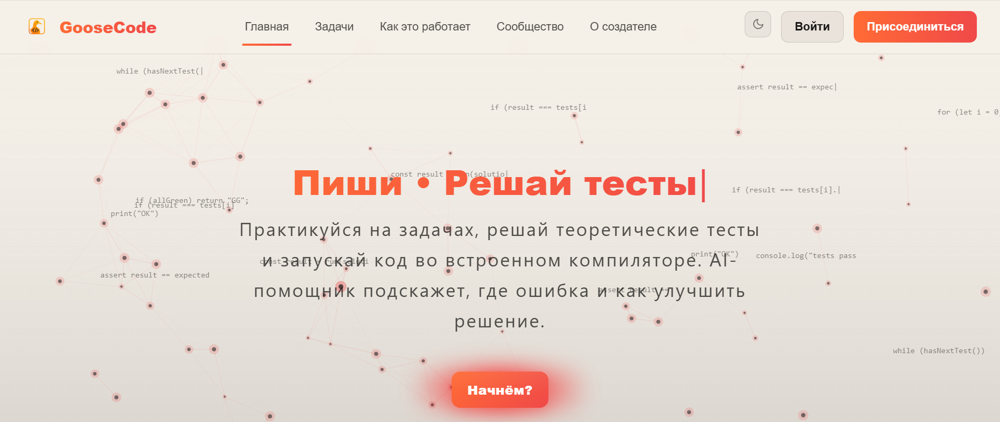 GooseCode
Главная
Задачи
Как это работает
Сообщество
О создателе
Войти
Присоединиться
while (hasNextTest(|
assert result == expec|
if (result === tests[i
for (let i = 0
const result n(solutio|
Пиши • Решай тесты|
if (result === tests[i].|
if (allGreen) return "GG";
if (result === tests[i]
print("OK")
Практикуйся на задачах, решай теоретические тесты
и запускай код во встроенном компиляторе. AI-
помощник подскажет, где ошибка и как улучшить
решение.
print("OK")
console.log("tests pass
const result = run(soluti
assert result == expected
assert result ==
while (hasNextTest())
Начнём?